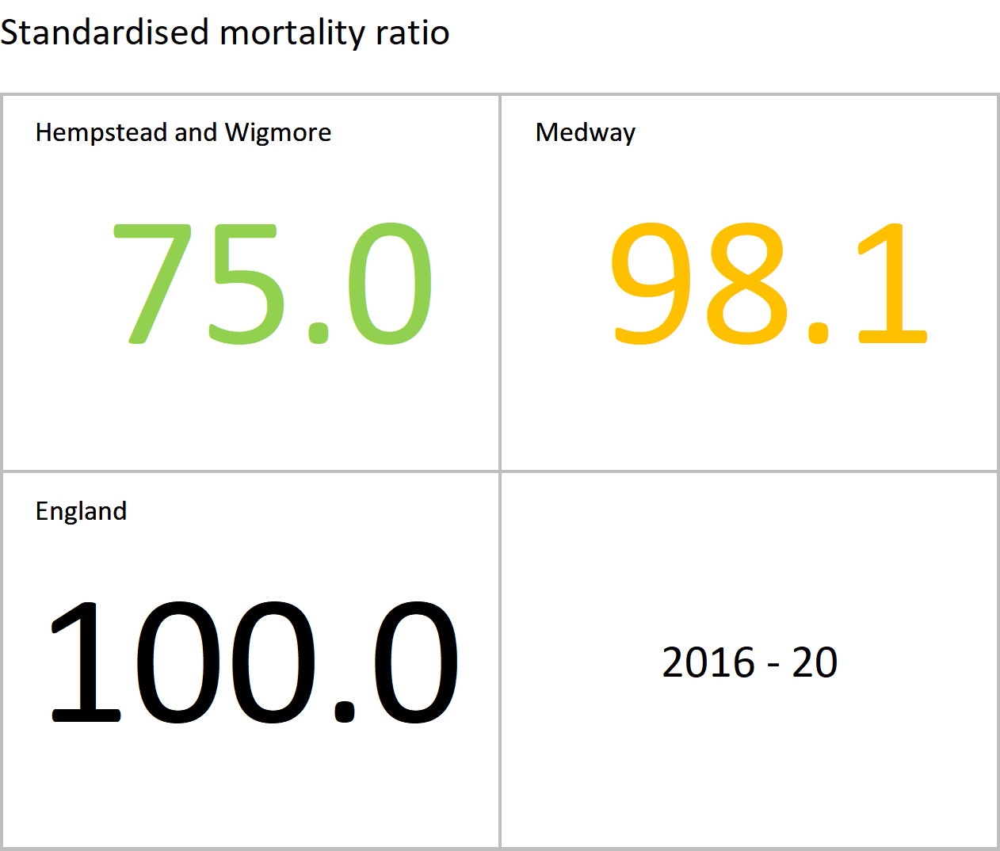 Standardised mortality ratio
Hempstead and Wigmore
75.0
Medway
98.1
England
100.0
2016 - 20